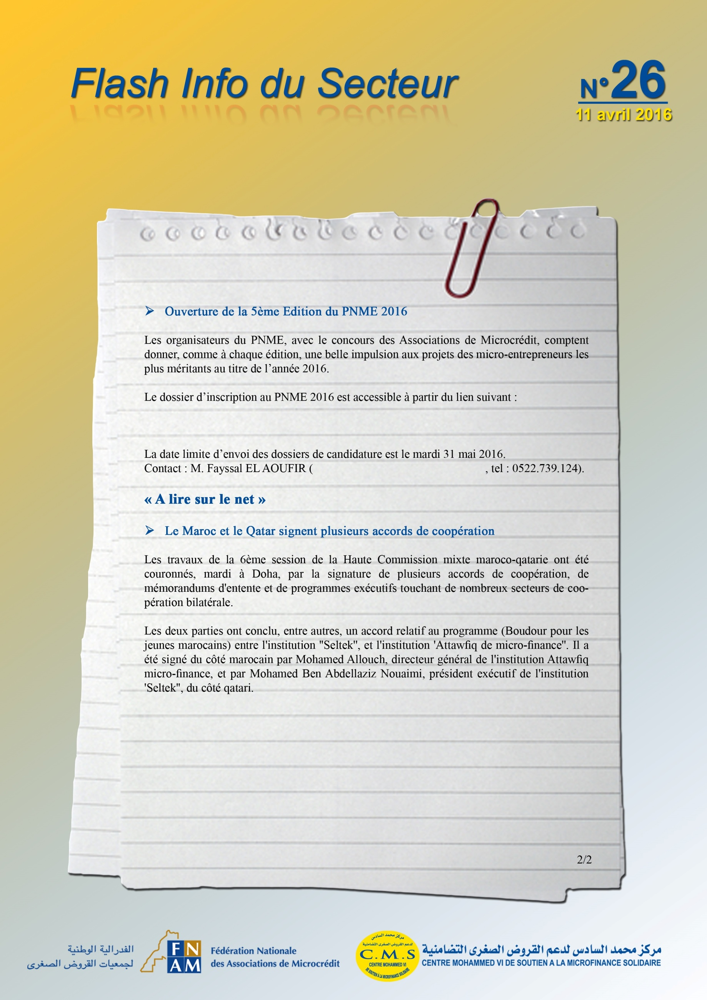 Flash Info du Secteur
N°26
11 avril 2016
➢ Ouverture de la 5ème Edition du PNME 2016
Les organisateurs du PNME, avec le concours des Associations de Microcrédit, comptent
donner, comme à chaque édition, une belle impulsion aux projets des micro-entrepreneurs les
plus méritants au titre de l’année 2016.
Le dossier d’inscription au PNME 2016 est accessible à partir du lien suivant :
La date limite d’envoi des dossiers de candidature est le mardi 31 mai 2016.
Contact : M. Fayssal EL AOUFIR ( , tel : 0522.739.124).
« A lire sur le net »
➢ Le Maroc et le Qatar signent plusieurs accords de coopération
Les travaux de la 6ème session de la Haute Commission mixte maroco-qatarie ont été
couronnés, mardi à Doha, par la signature de plusieurs accords de coopération, de
mémorandums d'entente et de programmes exécutifs touchant de nombreux secteurs de coo-
pération bilatérale.
Les deux parties ont conclu, entre autres, un accord relatif au programme (Boudour pour les
jeunes marocains) entre l'institution "Seltek", et l'institution 'Attawfiq de micro-finance". Il a
été signé du côté marocain par Mohamed Allouch, directeur général de l'institution Attawfiq
micro-finance, et par Mohamed Ben Abdellaziz Nouaimi, président exécutif de l'institution
'Seltek", du côté qatari.
2/2
الفدرالية الوطنية
لجمعيات القروض الصغرى
FN
AM
Fédération Nationale
des Associations de Microcrédit
مركز محمد السادس
لدعم القروض الصغرى التضامنية
C.M.S
CENTRE MOHAMMED VI
DE SOUTIEN À LA MICROFINANCE SOLIDAIRE
مركز محمد السادس لدعم القروض الصغرى التضامنية
CENTRE MOHAMMED VI DE SOUTIEN A LA MICROFINANCE SOLIDAIRE